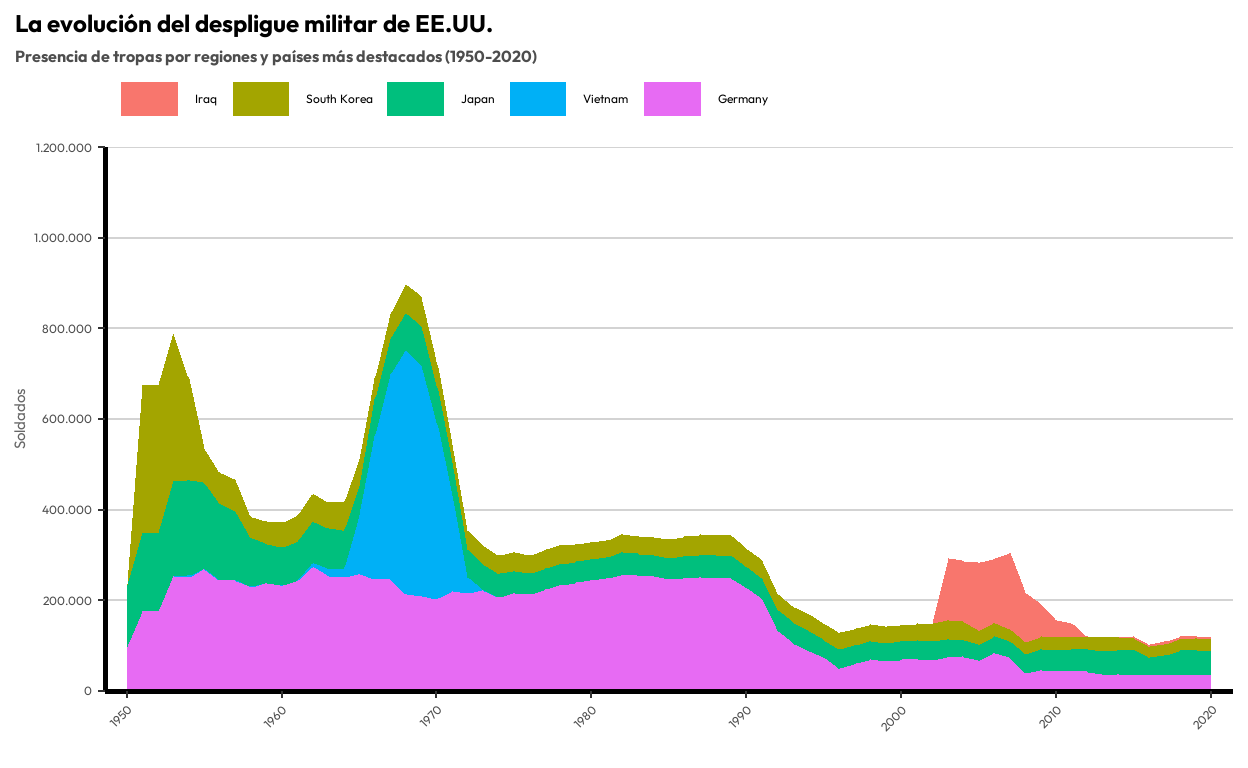 La evolución del despligue militar de EE.UU.
Presencia de tropas por regiones y países más destacados (1950-2020)
Iraq South Korea Japan Vietnam Germany
1.200.000
1.000.000
800.000
600.000
400.000
200.000
0
Soldados
1950 1960 1970 1980 1990 2000 2010 2020